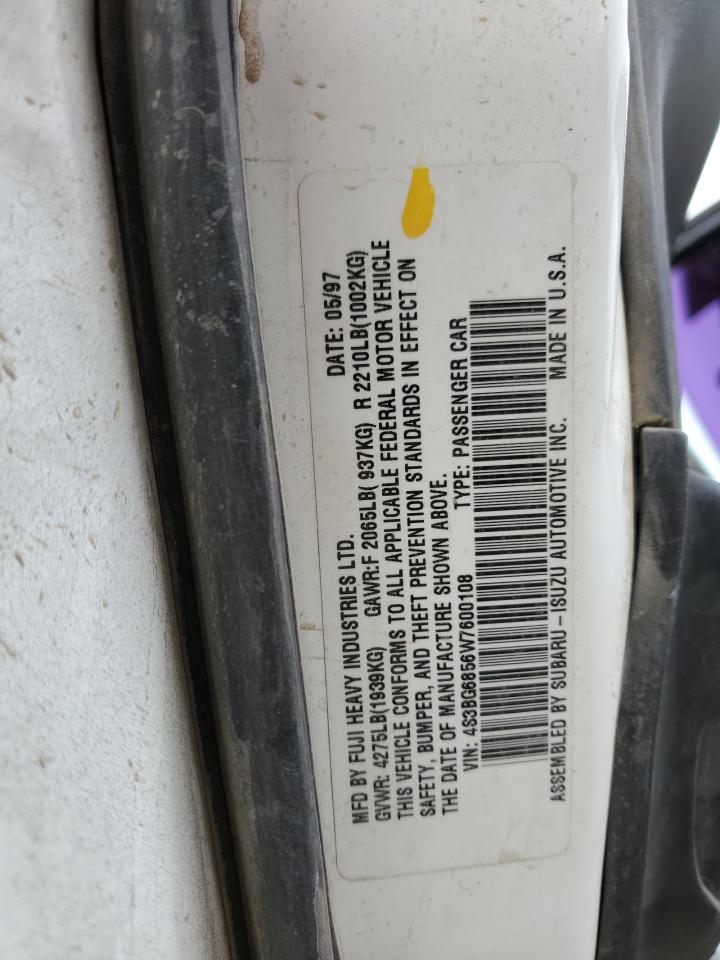 MFD BY FUJI HEAVY INDUSTRIES LTD. DATE: 05/97
GVWR: 4275LB(1939KG) GAWR:F 2065LB( 937KG) R 2210LB(1002KG)
THIS VEHICLE CONFORMS TO ALL APPLICABLE FEDERAL MOTOR VEHICLE
SAFETY, BUMPER, AND THEFT PREVENTION STANDARDS IN EFFECT ON
THE DATE OF MANUFACTURE SHOWN ABOVE.
VIN: 4S3BG6856W7600108 TYPE: PASSENGER CAR
ASSEMBLED BY SUBARU-ISUZU AUTOMOTIVE INC. MADE IN U.S.A.